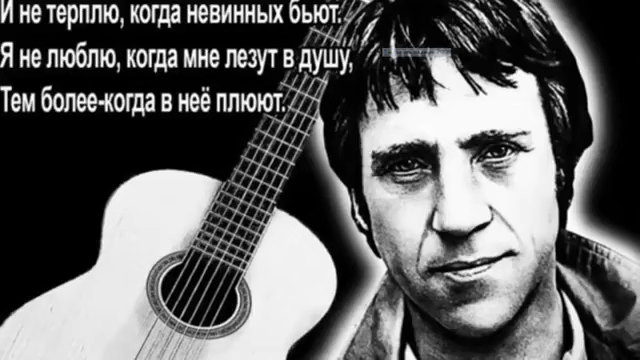 И не терплю, когда невинных бьют.
Я не люблю, когда мне лезут в душу,
Тем более-когда в неё плюют.